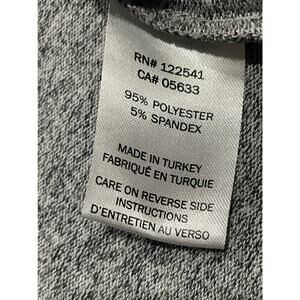 RN# 122541
CA# 05633
95% POLYESTER
5% SPANDEX
MADE IN TURKEY
FABRIQUÉ EN TURQUIE
CARE ON REVERSE SIDE
INSTRUCTIONS
D'ENTRETIEN AU VERSO